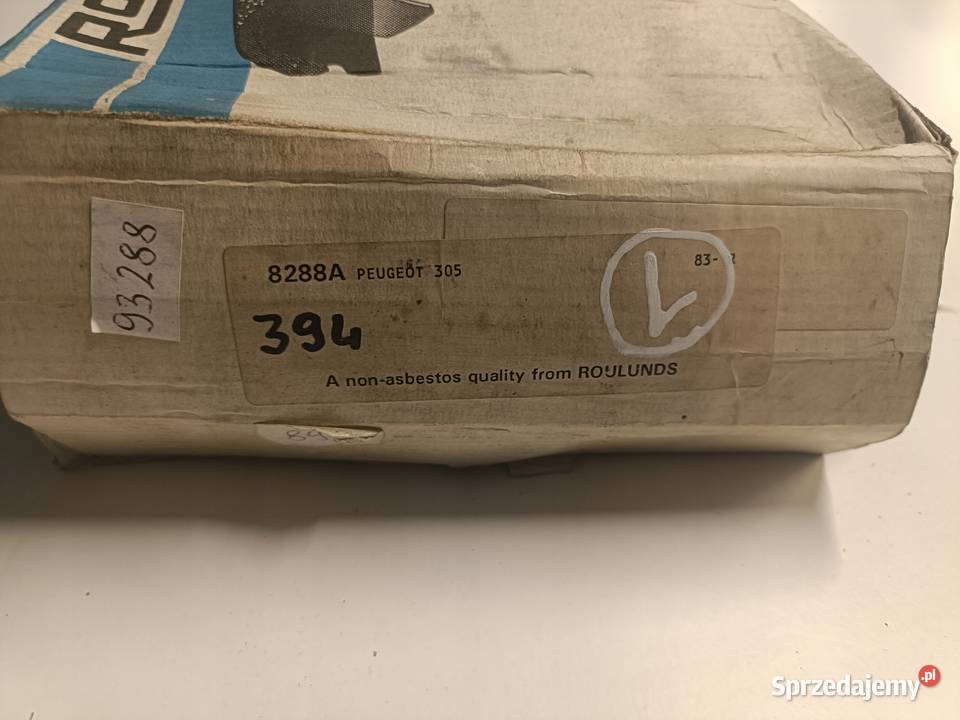 93288
8288A PEUGEOT 305
83-
394
A non-asbestos quality from ROULUNDS
Sprzedajemy.pl